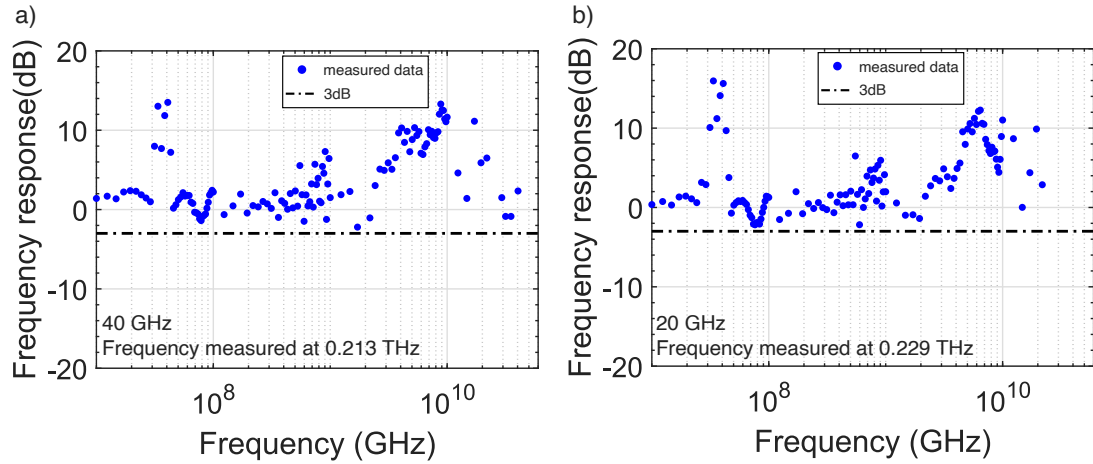 a)
20
10
0
-10
-20
Frequency response(dB)
measured data
3dB
40 GHz
Frequency measured at 0.213 THz
10^8
10^10
Frequency (GHz)
b)
20
10
0
-10
-20
Frequency response(dB)
measured data
3dB
20 GHz
Frequency measured at 0.229 THz
10^8
10^10
Frequency (GHz)